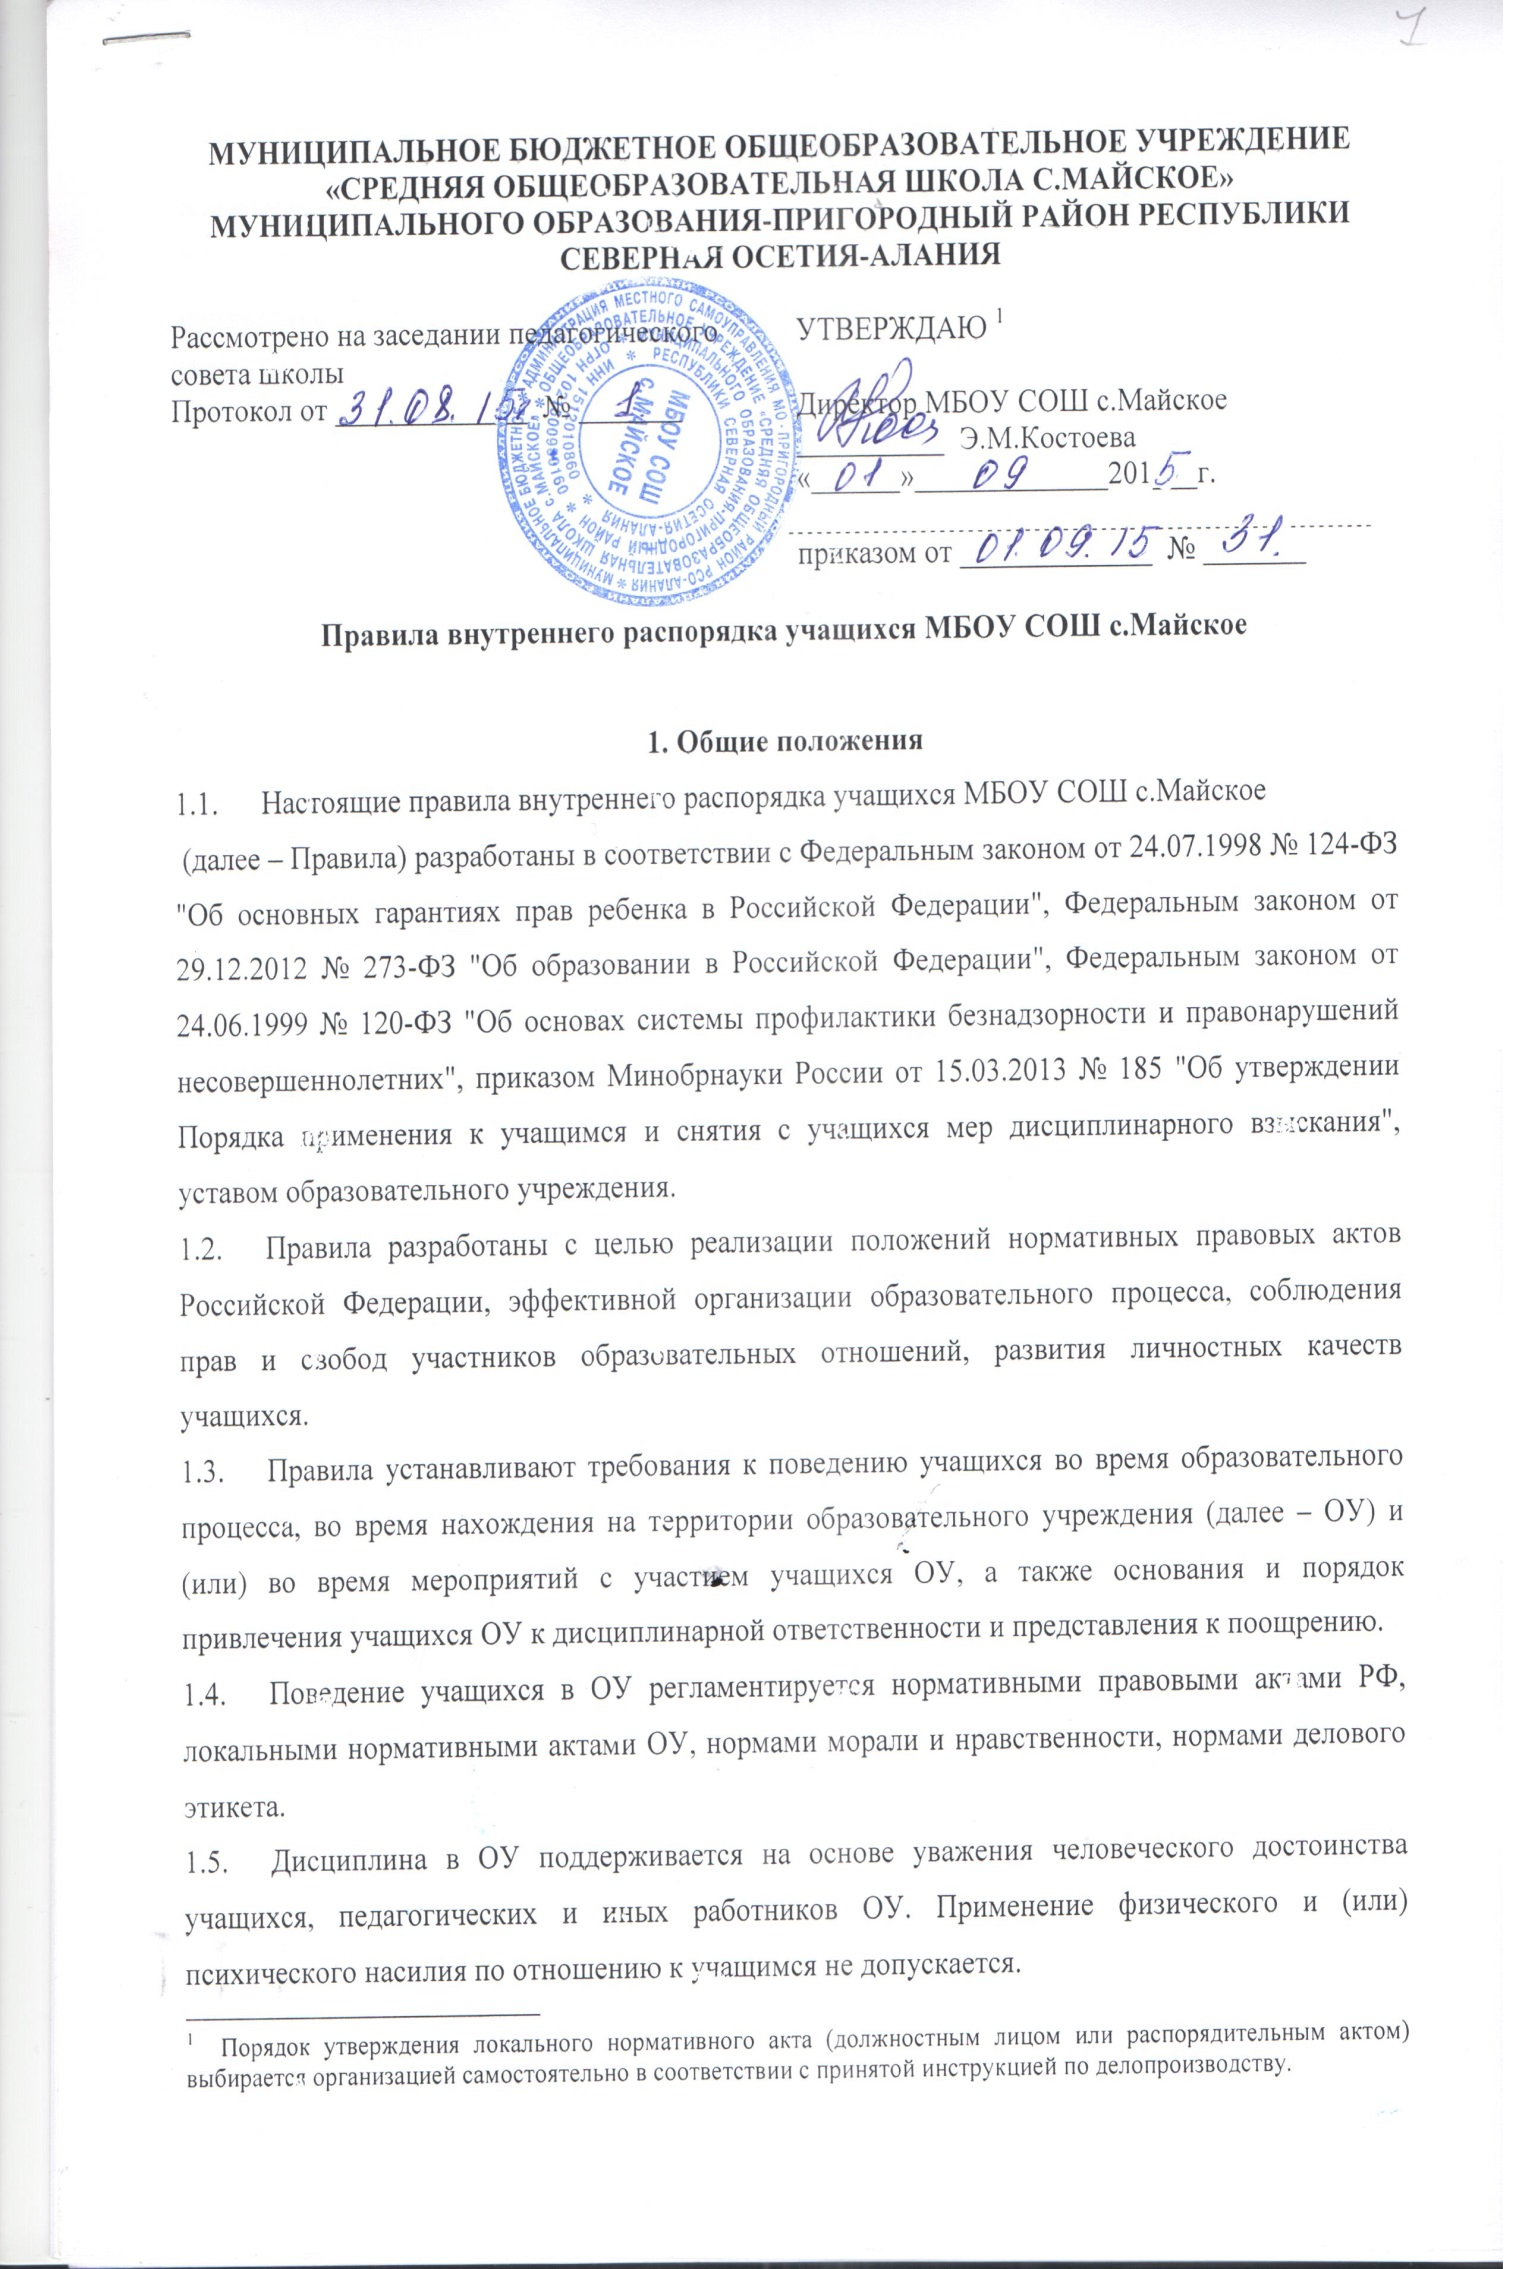 1
МУНИЦИПАЛЬНОЕ БЮДЖЕТНОЕ ОБЩЕОБРАЗОВАТЕЛЬНОЕ УЧРЕЖДЕНИЕ
«СРЕДНЯЯ ОБЩЕОБРАЗОВАТЕЛЬНАЯ ШКОЛА С.МАЙСКОЕ»
МУНИЦИПАЛЬНОГО ОБРАЗОВАНИЯ-ПРИГОРОДНЫЙ РАЙОН РЕСПУБЛИКИ
СЕВЕРНАЯ ОСЕТИЯ-АЛАНИЯ
Рассмотрено на заседании педагогического
совета школы
Протокол от 31.08.15г № 1
МБОУ СОШ
с.МАЙСКОЕ
УТВЕРЖДАЮ 1
Директор МБОУ СОШ с.Майское
Э.М.Костоева
«01» 09 2015 г.
приказом от 01.09.15 № 31.
Правила внутреннего распорядка учащихся МБОУ СОШ с.Майское
1. Общие положения
1.1. Настоящие правила внутреннего распорядка учащихся МБОУ СОШ с.Майское
(далее – Правила) разработаны в соответствии с Федеральным законом от 24.07.1998 № 124-ФЗ
"Об основных гарантиях прав ребенка в Российской Федерации", Федеральным законом от
29.12.2012 № 273-ФЗ "Об образовании в Российской Федерации", Федеральным законом от
24.06.1999 № 120-ФЗ "Об основах системы профилактики безнадзорности и правонарушений
несовершеннолетних", приказом Минобрнауки России от 15.03.2013 № 185 "Об утверждении
Порядка применения к учащимся и снятия с учащихся мер дисциплинарного взыскания",
уставом образовательного учреждения.
1.2. Правила разработаны с целью реализации положений нормативных правовых актов
Российской Федерации, эффективной организации образовательного процесса, соблюдения
прав и свобод участников образовательных отношений, развития личностных качеств
учащихся.
1.3. Правила устанавливают требования к поведению учащихся во время образовательного
процесса, во время нахождения на территории образовательного учреждения (далее – ОУ) и
(или) во время мероприятий с участием учащихся ОУ, а также основания и порядок
привлечения учащихся ОУ к дисциплинарной ответственности и представления к поощрению.
1.4. Поведение учащихся в ОУ регламентируется нормативными правовыми актами РФ,
локальными нормативными актами ОУ, нормами морали и нравственности, нормами делового
этикета.
1.5. Дисциплина в ОУ поддерживается на основе уважения человеческого достоинства
учащихся, педагогических и иных работников ОУ. Применение физического и (или)
психического насилия по отношению к учащимся не допускается.
1 Порядок утверждения локального нормативного акта (должностным лицом или распорядительным актом)
выбирается организацией самостоятельно в соответствии с принятой инструкцией по делопроизводству.